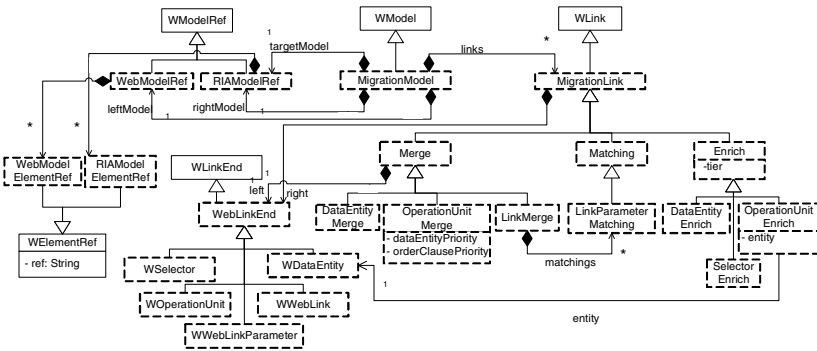 WModelRef
WModel
WLink
1
targetModel
links
*
WebModelRef
RIAModelRef
MigrationModel
MigrationLink
leftModel
1
rightModel
1
*
*
WebModel
ElementRef
RIAModel
ElementRef
WLinkEnd
1
1
left
right
Merge
Matching
Enrich
-tier
WebLinkEnd
DataEntity
Merge
OperationUnit
Merge
- dataEntityPriority
- orderClausePriority
LinkMerge
LinkParameter
Matching
DataEntity
Enrich
OperationUnit
Enrich
- entity
WElementRef
- ref: String
WSelector
WDataEntity
matchings
*
Selector
Enrich
WOperationUnit
WWebLink
1
WWebLinkParameter
entity